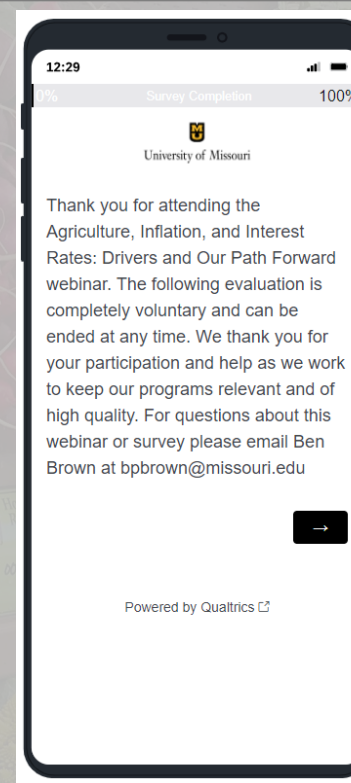 12:29
0% Survey Completion 100%
University of Missouri
Thank you for attending the
Agriculture, Inflation, and Interest
Rates: Drivers and Our Path Forward
webinar. The following evaluation is
completely voluntary and can be
ended at any time. We thank you for
your participation and help as we work
to keep our programs relevant and of
high quality. For questions about this
webinar or survey please email Ben
Brown at bpbrown@missouri.edu
→
Powered by Qualtrics